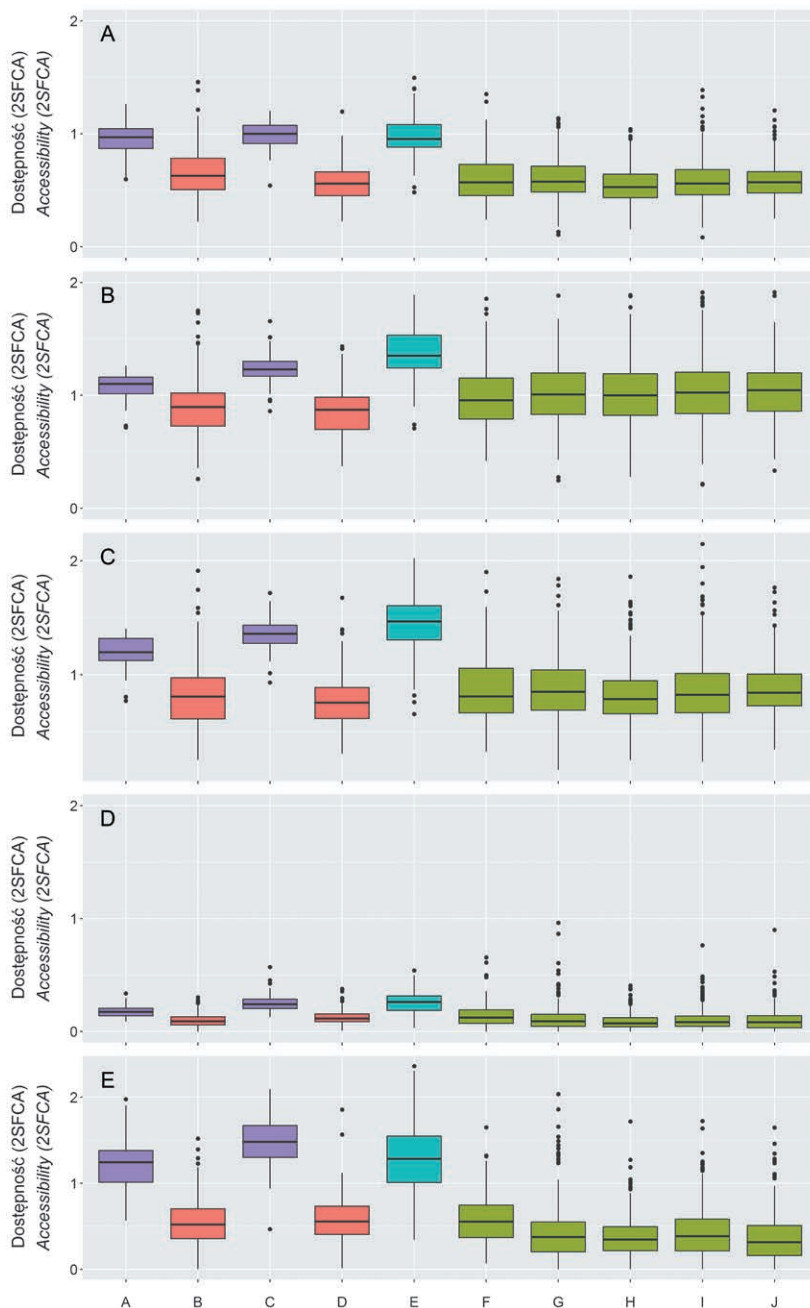 A
Dostępność (2SFCA)
Accessibility (2SFCA)
2
1
0
B
Dostępność (2SFCA)
Accessibility (2SFCA)
2
1
0
C
Dostępność (2SFCA)
Accessibility (2SFCA)
2
1
D
Dostępność (2SFCA)
Accessibility (2SFCA)
2
1
0
E
Dostępność (2SFCA)
Accessibility (2SFCA)
2
1
0
A B C D E F G H I J